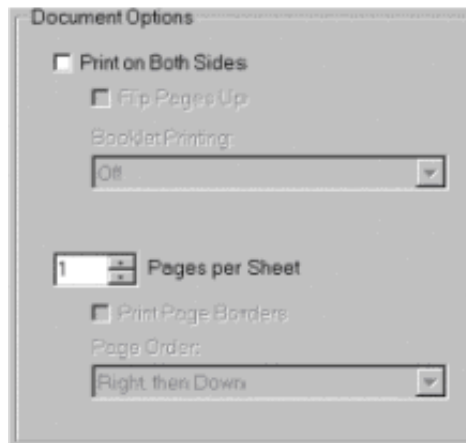 Document Options
Print on Both Sides
Flip Pages Up
Booklet Printing:
Off
1 Pages per Sheet
Print Page Borders
Page Order:
Right, then Down